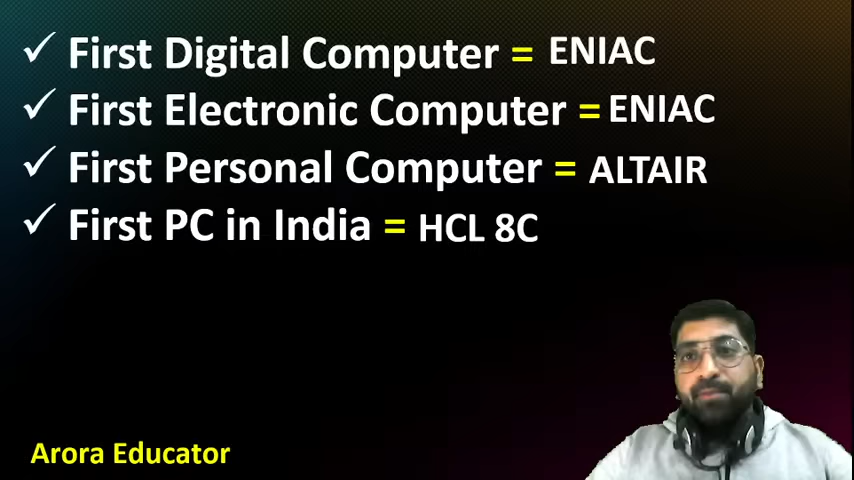 ✓ First Digital Computer = ENIAC
✓ First Electronic Computer = ENIAC
✓ First Personal Computer = ALTAIR
✓ First PC in India = HCL 8C
Arora Educator